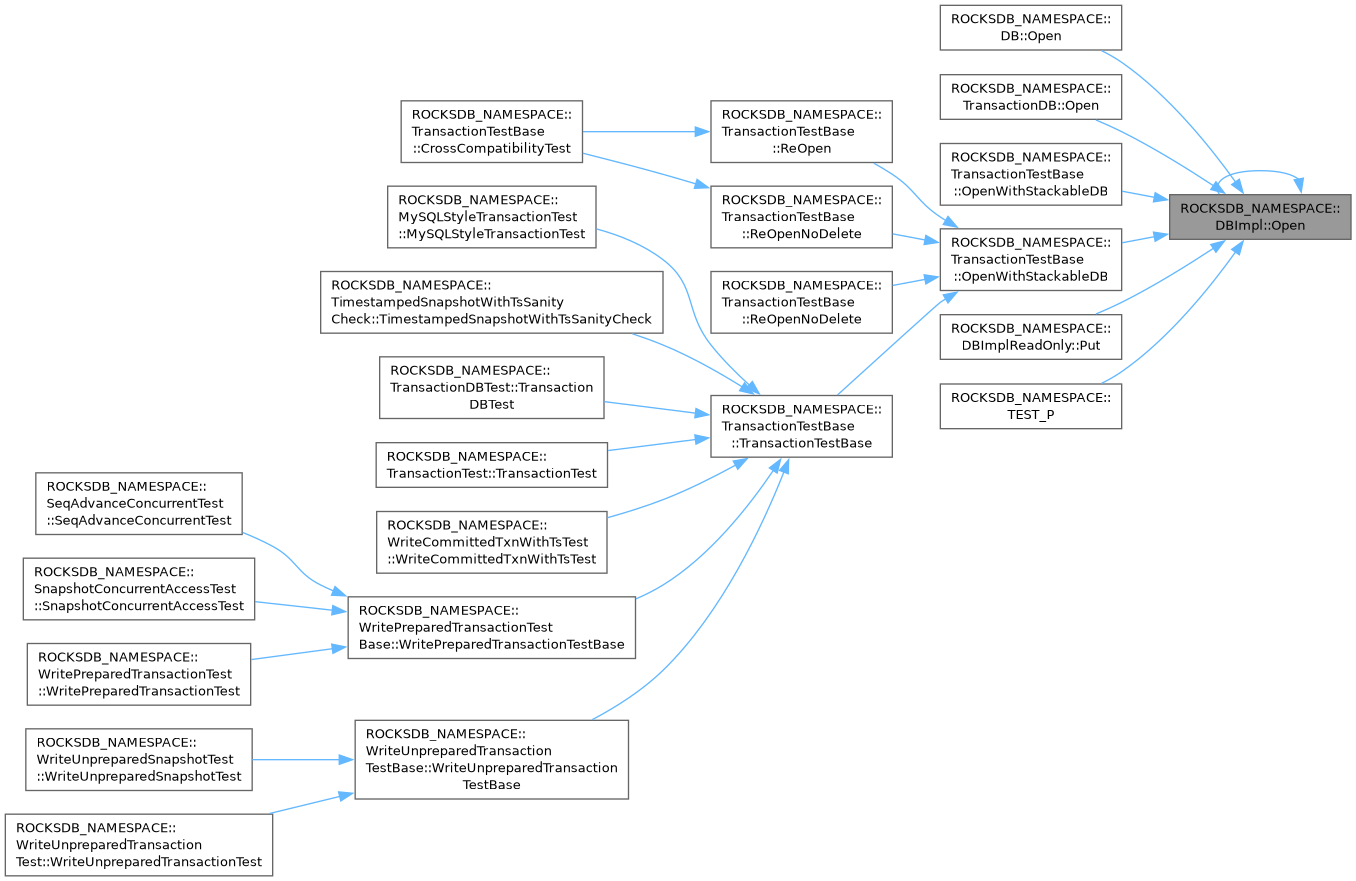 ROCKSDB_NAMESPACE::
DB::Open
ROCKSDB_NAMESPACE::
TransactionDB::Open
ROCKSDB_NAMESPACE::
TransactionTestBase
::CrossCompatibilityTest
ROCKSDB_NAMESPACE::
TransactionTestBase
::ReOpen
ROCKSDB_NAMESPACE::
TransactionTestBase
::OpenWithStackableDB
ROCKSDB_NAMESPACE::
DBImpl::Open
ROCKSDB_NAMESPACE::
MySQLStyleTransactionTest
::MySQLStyleTransactionTest
ROCKSDB_NAMESPACE::
TransactionTestBase
::ReOpenNoDelete
ROCKSDB_NAMESPACE::
TransactionTestBase
::OpenWithStackableDB
ROCKSDB_NAMESPACE::
TimestampedSnapshotWithTsSanity
Check::TimestampedSnapshotWithTsSanityCheck
ROCKSDB_NAMESPACE::
TransactionTestBase
::ReOpenNoDelete
ROCKSDB_NAMESPACE::
DBImplReadOnly::Put
ROCKSDB_NAMESPACE::
TransactionDBTest::Transaction
DBTest
ROCKSDB_NAMESPACE::
TEST_P
ROCKSDB_NAMESPACE::
TransactionTestBase
::TransactionTestBase
ROCKSDB_NAMESPACE::
TransactionTest::TransactionTest
ROCKSDB_NAMESPACE::
SeqAdvanceConcurrentTest
::SeqAdvanceConcurrentTest
ROCKSDB_NAMESPACE::
WriteCommittedTxnWithTsTest
::WriteCommittedTxnWithTsTest
ROCKSDB_NAMESPACE::
SnapshotConcurrentAccessTest
::SnapshotConcurrentAccessTest
ROCKSDB_NAMESPACE::
WritePreparedTransactionTest
Base::WritePreparedTransactionTestBase
ROCKSDB_NAMESPACE::
WritePreparedTransactionTest
::WritePreparedTransactionTest
ROCKSDB_NAMESPACE::
WriteUnpreparedSnapshotTest
::WriteUnpreparedSnapshotTest
ROCKSDB_NAMESPACE::
WriteUnpreparedTransaction
TestBase::WriteUnpreparedTransaction
TestBase
ROCKSDB_NAMESPACE::
WriteUnpreparedTransaction
Test::WriteUnpreparedTransactionTest